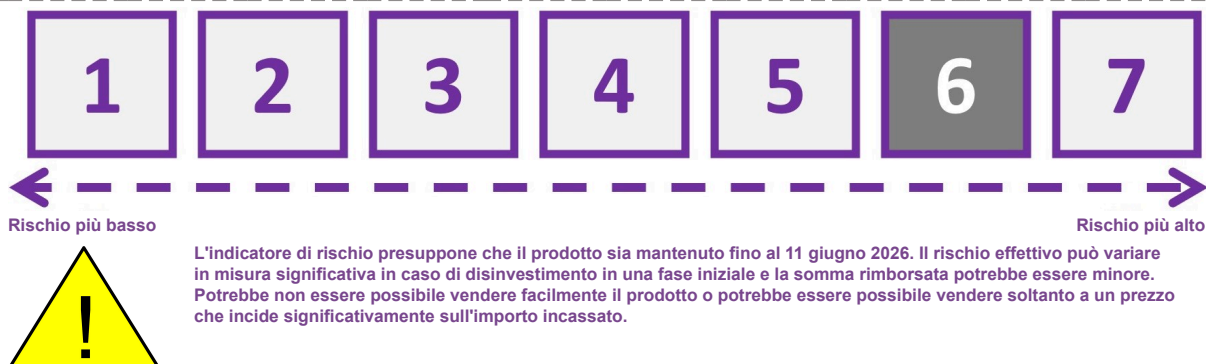 1 2 3 4 5 6 7
Rischio più basso Rischio più alto
L'indicatore di rischio presuppone che il prodotto sia mantenuto fino al 11 giugno 2026. Il rischio effettivo può variare
in misura significativa in caso di disinvestimento in una fase iniziale e la somma rimborsata potrebbe essere minore.
Potrebbe non essere possibile vendere facilmente il prodotto o potrebbe essere possibile vendere soltanto a un prezzo
che incide significativamente sull'importo incassato.
!